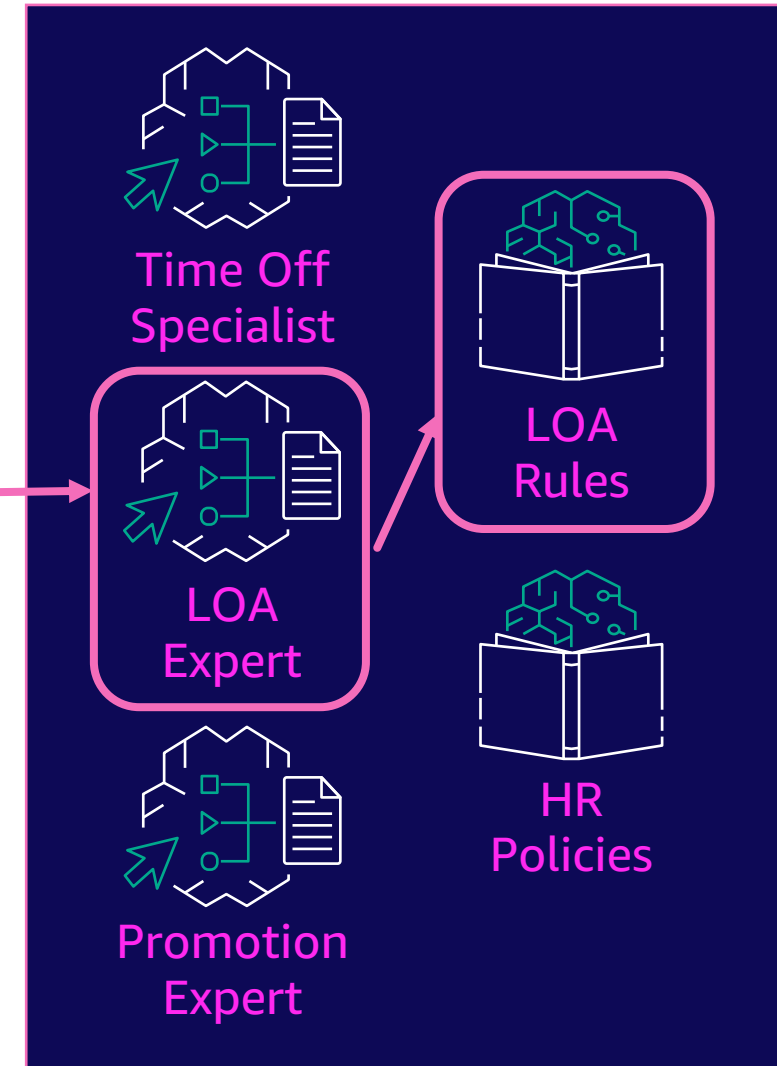 Time Off
Specialist
LOA
Expert
Promotion
Expert
LOA
Rules
HR
Policies